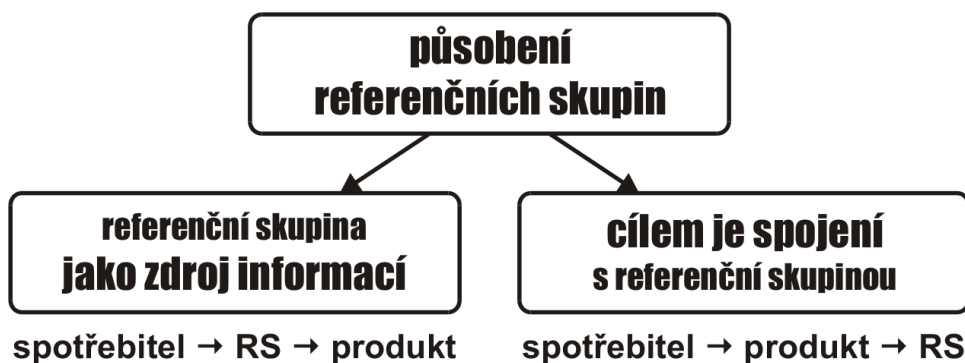 působení
referenčních skupin
referenční skupina
jako zdroj informací
cílem je spojení
s referenční skupinou
spotřebitel → RS → produkt
spotřebitel → produkt → RS